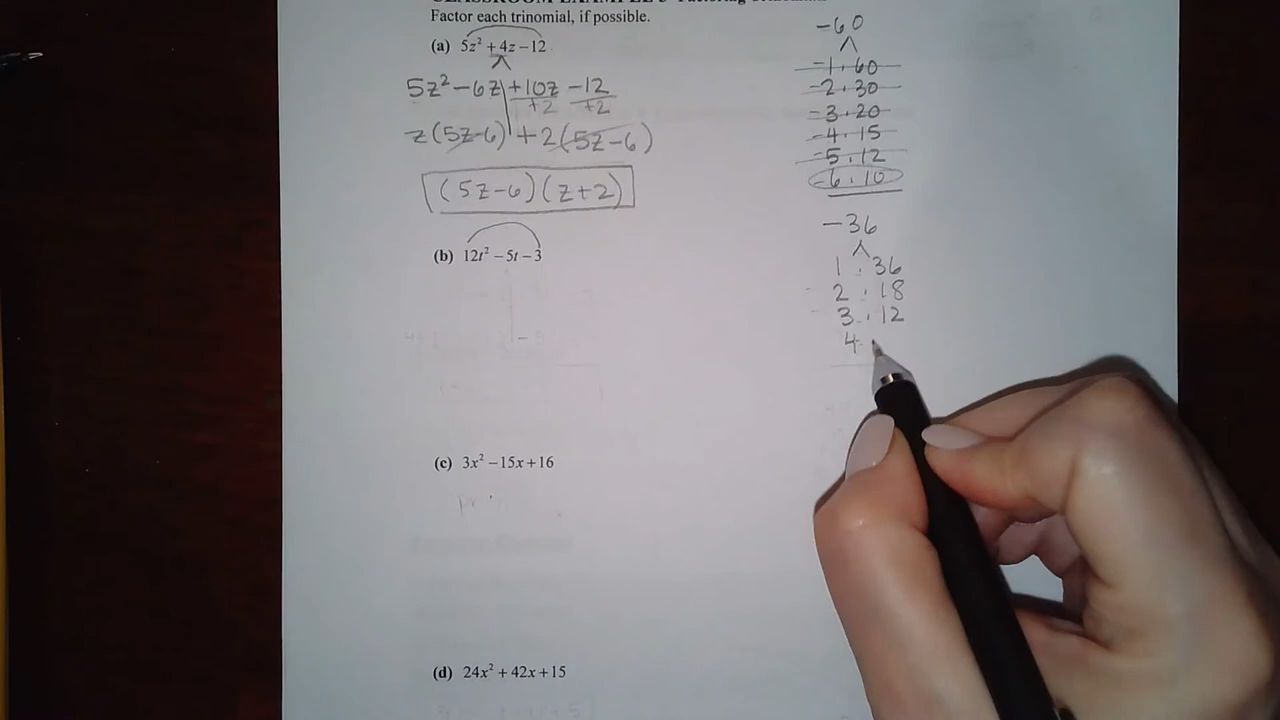 Factor each trinomial, if possible.
(a) 5z² + 4z − 12
5z² − 6z + 10z − 12
+2 +2
z(5z−6) + 2(5z−6)
(5z−6)(z+2)
(b) 12t² − 5t − 3
(c) 3x² − 15x + 16
(d) 24x² + 42x + 15
−60
−1 · 60
−2 · 30
−3 · 20
−4 · 15
−5 · 12
−6 · 10
−36
1 · 36
2 · 18
3 · 12
4 ·